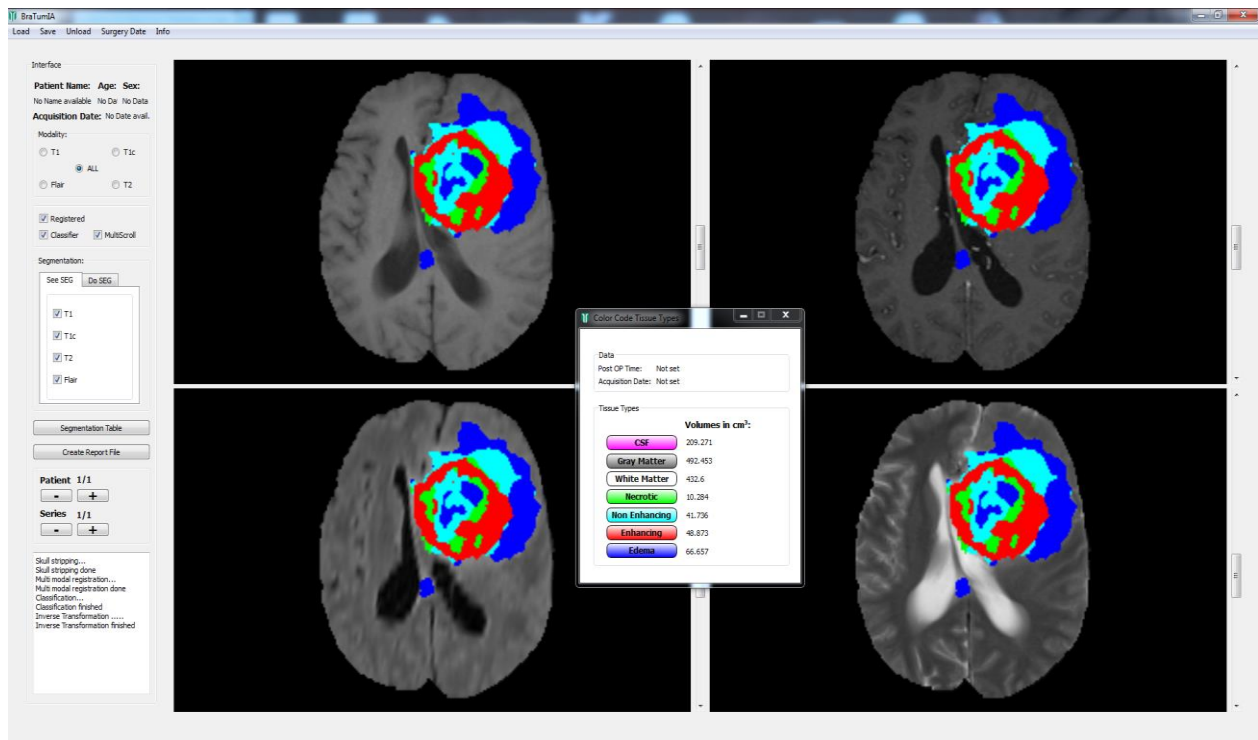 BraTumIA
Load Save Unload Surgery Date Info
Interface
Patient Name: Age: Sex:
No Name available No Da No Data
Acquisition Date: No Date avail.
Modality:
T1 T1c
ALL
Flair T2
Registered
Classifier MultiScroll
Segmentation:
See SEG Do SEG
T1
T1c
T2
Flair
Segmentation Table
Create Report File
Patient 1/1
- +
Series 1/1
- +
Skull stripping...
Skull stripping done
Multi modal registration...
Multi modal registration done
Classification...
Classification finished
Inverse Transformation .....
Inverse Transformation finished
Color Code Tissue Types
Data
Post OP Time: Not set
Acquisition Date: Not set
Tissue Types
Volumes in cm³:
CSF 209.271
Gray Matter 492.453
White Matter 432.6
Necrotic 10.284
Non Enhancing 41.736
Enhancing 48.873
Edema 66.657